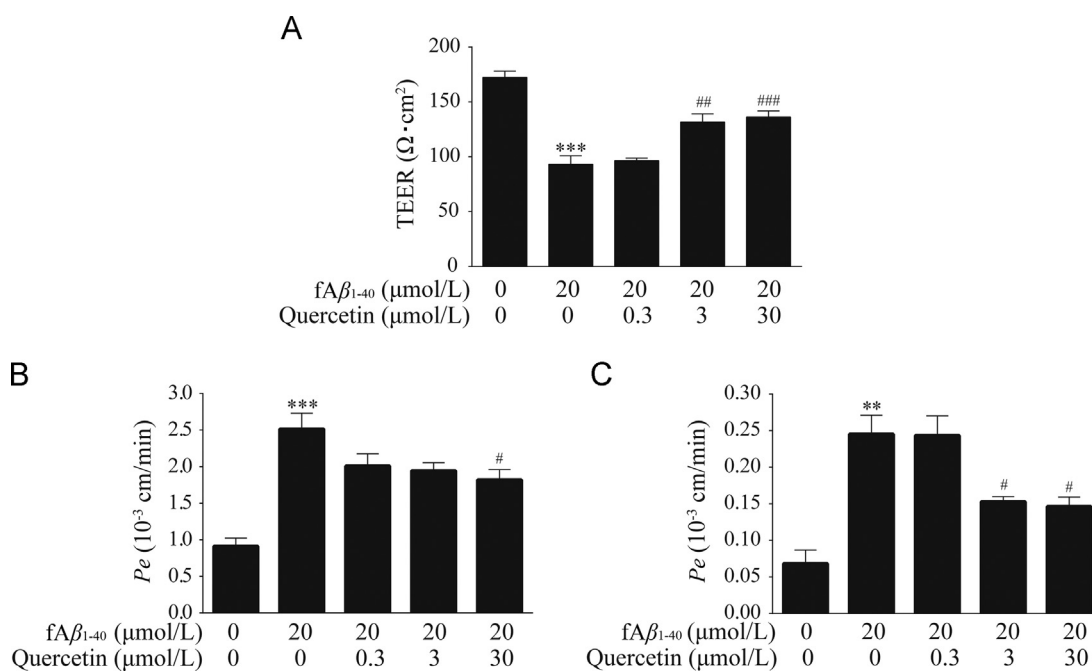 A
200
150
100
50
0
TEER (Ω·cm²)
***
##
###
fAβ₁₋₄₀ (μmol/L) 0 20 20 20 20
Quercetin (μmol/L) 0 0 0.3 3 30
B
3.0
2.5
2.0
1.0
0.5
0.0
Pe (10⁻³ cm/min)
***
#
fAβ₁₋₄₀ (μmol/L) 0 20 20 20 20
Quercetin (μmol/L) 0 0 0.3 3 30
C
0.30
0.25
0.20
0.15
0.10
0.05
0.00
Pe (10⁻³ cm/min)
**
#
#
fAβ₁₋₄₀ (μmol/L) 0 20 20 20 20
Quercetin (μmol/L) 0 0 0.3 3 30